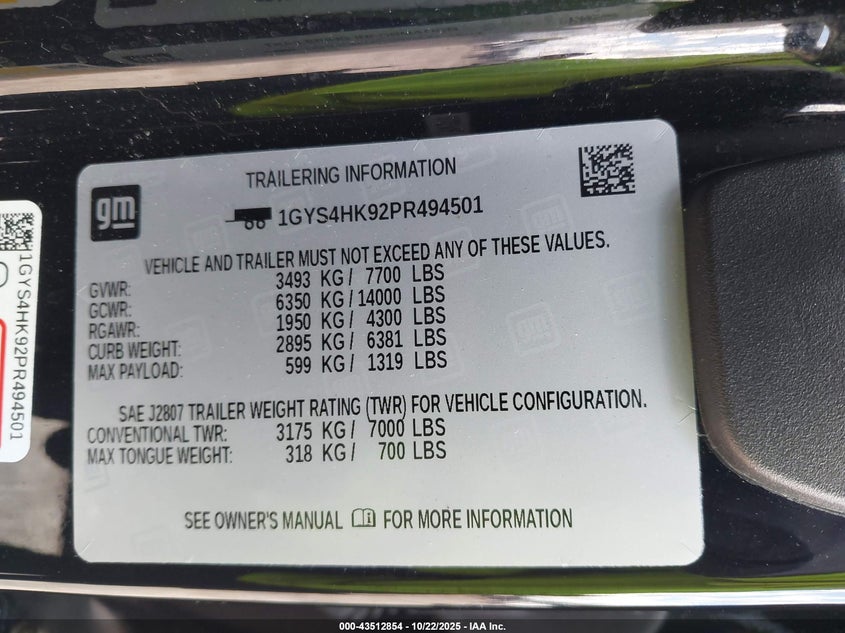 TRAILERING INFORMATION
gm
1GYS4HK92PR494501
VEHICLE AND TRAILER MUST NOT EXCEED ANY OF THESE VALUES.
GVWR: 3493 KG/ 7700 LBS
GCWR: 6350 KG/ 14000 LBS
RGAWR: 1950 KG/ 4300 LBS
CURB WEIGHT: 2895 KG/ 6381 LBS
MAX PAYLOAD: 599 KG/ 1319 LBS
SAE J2807 TRAILER WEIGHT RATING (TWR) FOR VEHICLE CONFIGURATION.
CONVENTIONAL TWR: 3175 KG/ 7000 LBS
MAX TONGUE WEIGHT: 318 KG/ 700 LBS
SEE OWNER'S MANUAL FOR MORE INFORMATION
1GYS4HK92PR494501
000-43512854 / 10/22/2025 - IAA Inc.